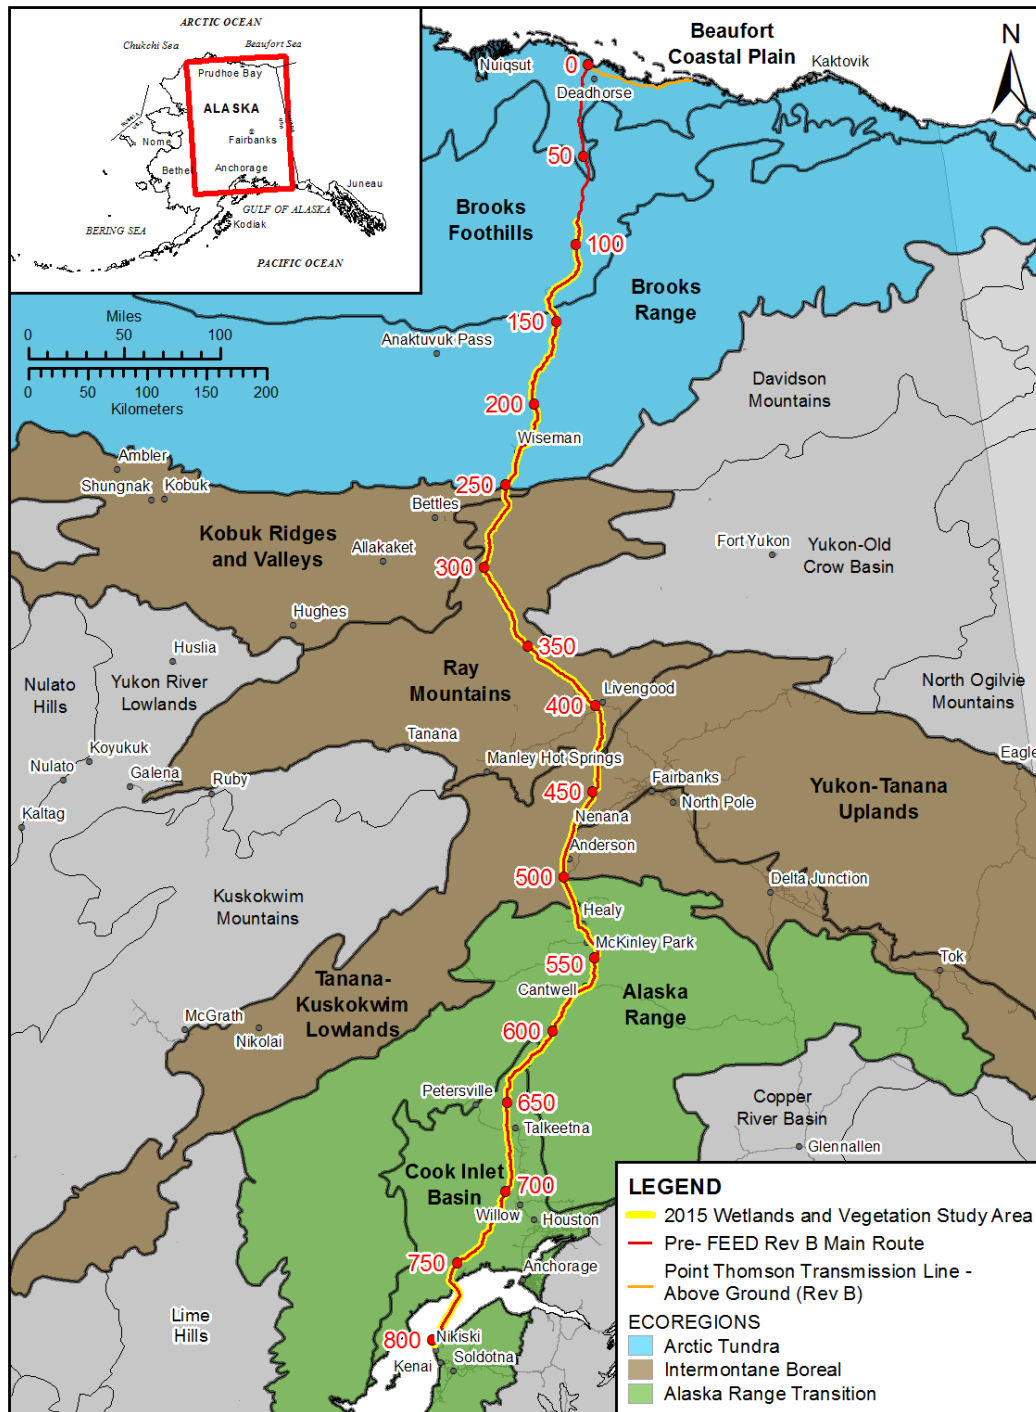 ARCTIC OCEAN
Chukchi Sea
Beaufort Sea
Prudhoe Bay
ALASKA
RUSSIA
USA
Fairbanks
Nome
Bethel
Anchorage
Juneau
GULF OF ALASKA
BERING SEA
Kodiak
PACIFIC OCEAN
Beaufort
Coastal Plain
N
Nuiqsut
0
Deadhorse
Kaktovik
50
Brooks
Foothills
100
Brooks
Range
Miles
0 50 100
0 50 100 150 200
Kilometers
150
Anaktuvuk Pass
Davidson
Mountains
200
Wiseman
Ambler
Shungnak
Kobuk
250
Bettles
Kobuk Ridges
and Valleys
Allakaket
Fort Yukon
Yukon-Old
Crow Basin
300
Hughes
Huslia
350
Nulato
Hills
Yukon River
Lowlands
Ray
Mountains
Livengood
North Ogilvie
Mountains
400
Koyukuk
Tanana
Nulato
Galena
Ruby
Manley Hot Springs
Eagle
Kaltag
450
Fairbanks
North Pole
Yukon-Tanana
Uplands
Nenana
Anderson
500
Delta Junction
Kuskokwim
Mountains
Healy
McKinley Park
550
Tok
Tanana-
Kuskokwim
Lowlands
Cantwell
Alaska
Range
McGrath
Nikolai
600
Petersville
650
Talkeetna
Copper
River Basin
Glennallen
Cook Inlet
Basin
700
Willow
Houston
750
Anchorage
Lime
Hills
800
Nikiski
Kenai
Soldotna
LEGEND
2015 Wetlands and Vegetation Study Area
Pre- FEED Rev B Main Route
Point Thomson Transmission Line -
Above Ground (Rev B)
ECOREGIONS
Arctic Tundra
Intermontane Boreal
Alaska Range Transition